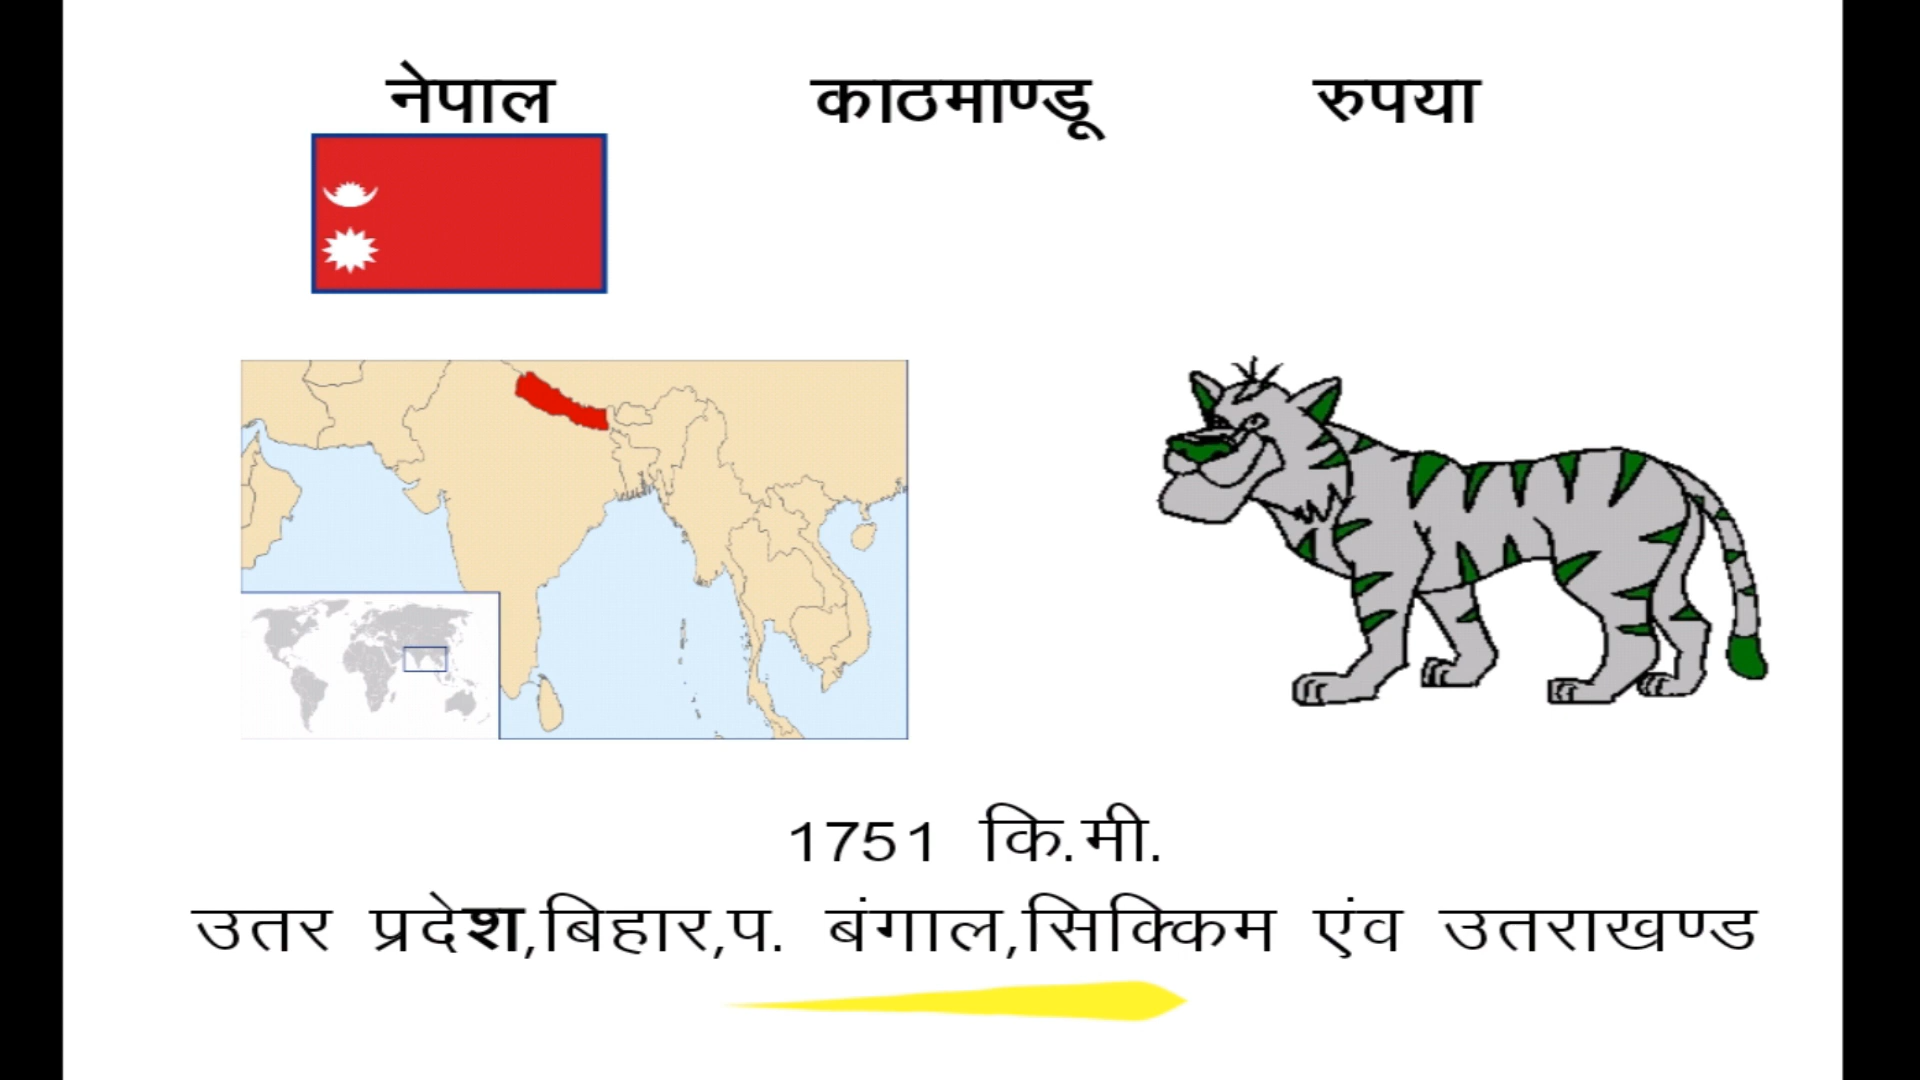 नेपाल काठमाण्डू रुपया
1751 कि.मी.
उतर प्रदेश,बिहार,प. बंगाल,सिक्किम एंव उतराखण्ड